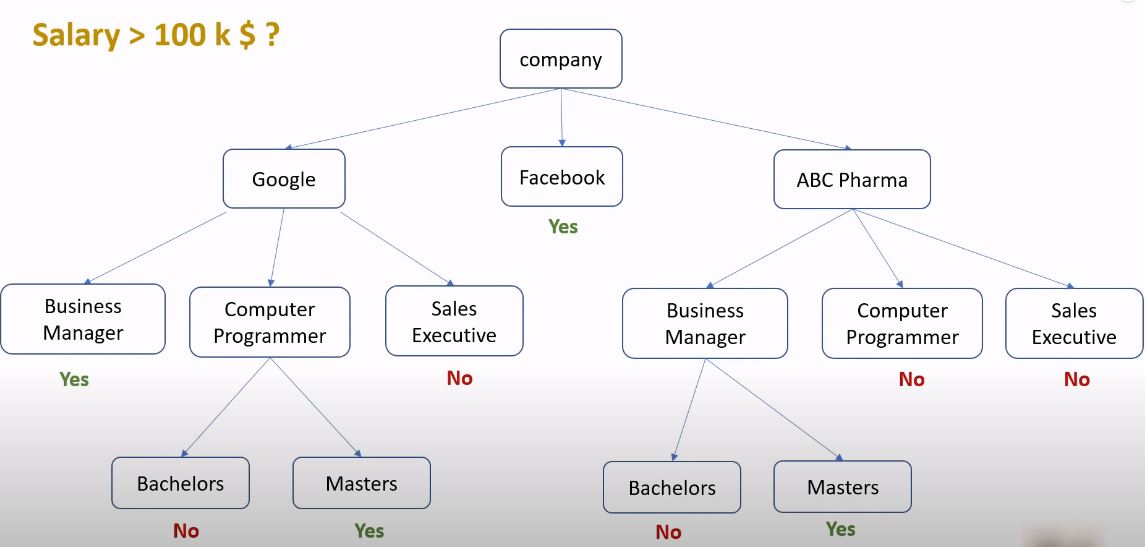 Salary > 100 k $ ?
company
Google
Facebook
ABC Pharma
Yes
Business
Manager
Computer
Programmer
Sales
Executive
Business
Manager
Computer
Programmer
Sales
Executive
Yes
No
No
No
Bachelors
Masters
Bachelors
Masters
No
Yes
No
Yes